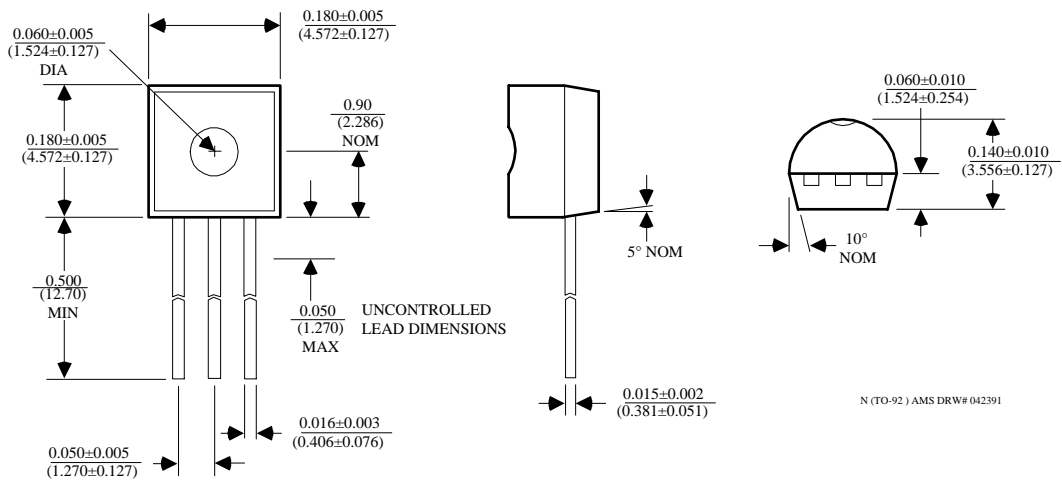 0.180±0.005
(4.572±0.127)
0.060±0.005
(1.524±0.127)
DIA
0.180±0.005
(4.572±0.127)
0.90
(2.286)
NOM
0.500
(12.70)
MIN
0.050
(1.270)
MAX
UNCONTROLLED
LEAD DIMENSIONS
0.016±0.003
(0.406±0.076)
0.050±0.005
(1.270±0.127)
5° NOM
0.015±0.002
(0.381±0.051)
0.060±0.010
(1.524±0.254)
0.140±0.010
(3.556±0.127)
10°
NOM
N (TO-92 ) AMS DRW# 042391